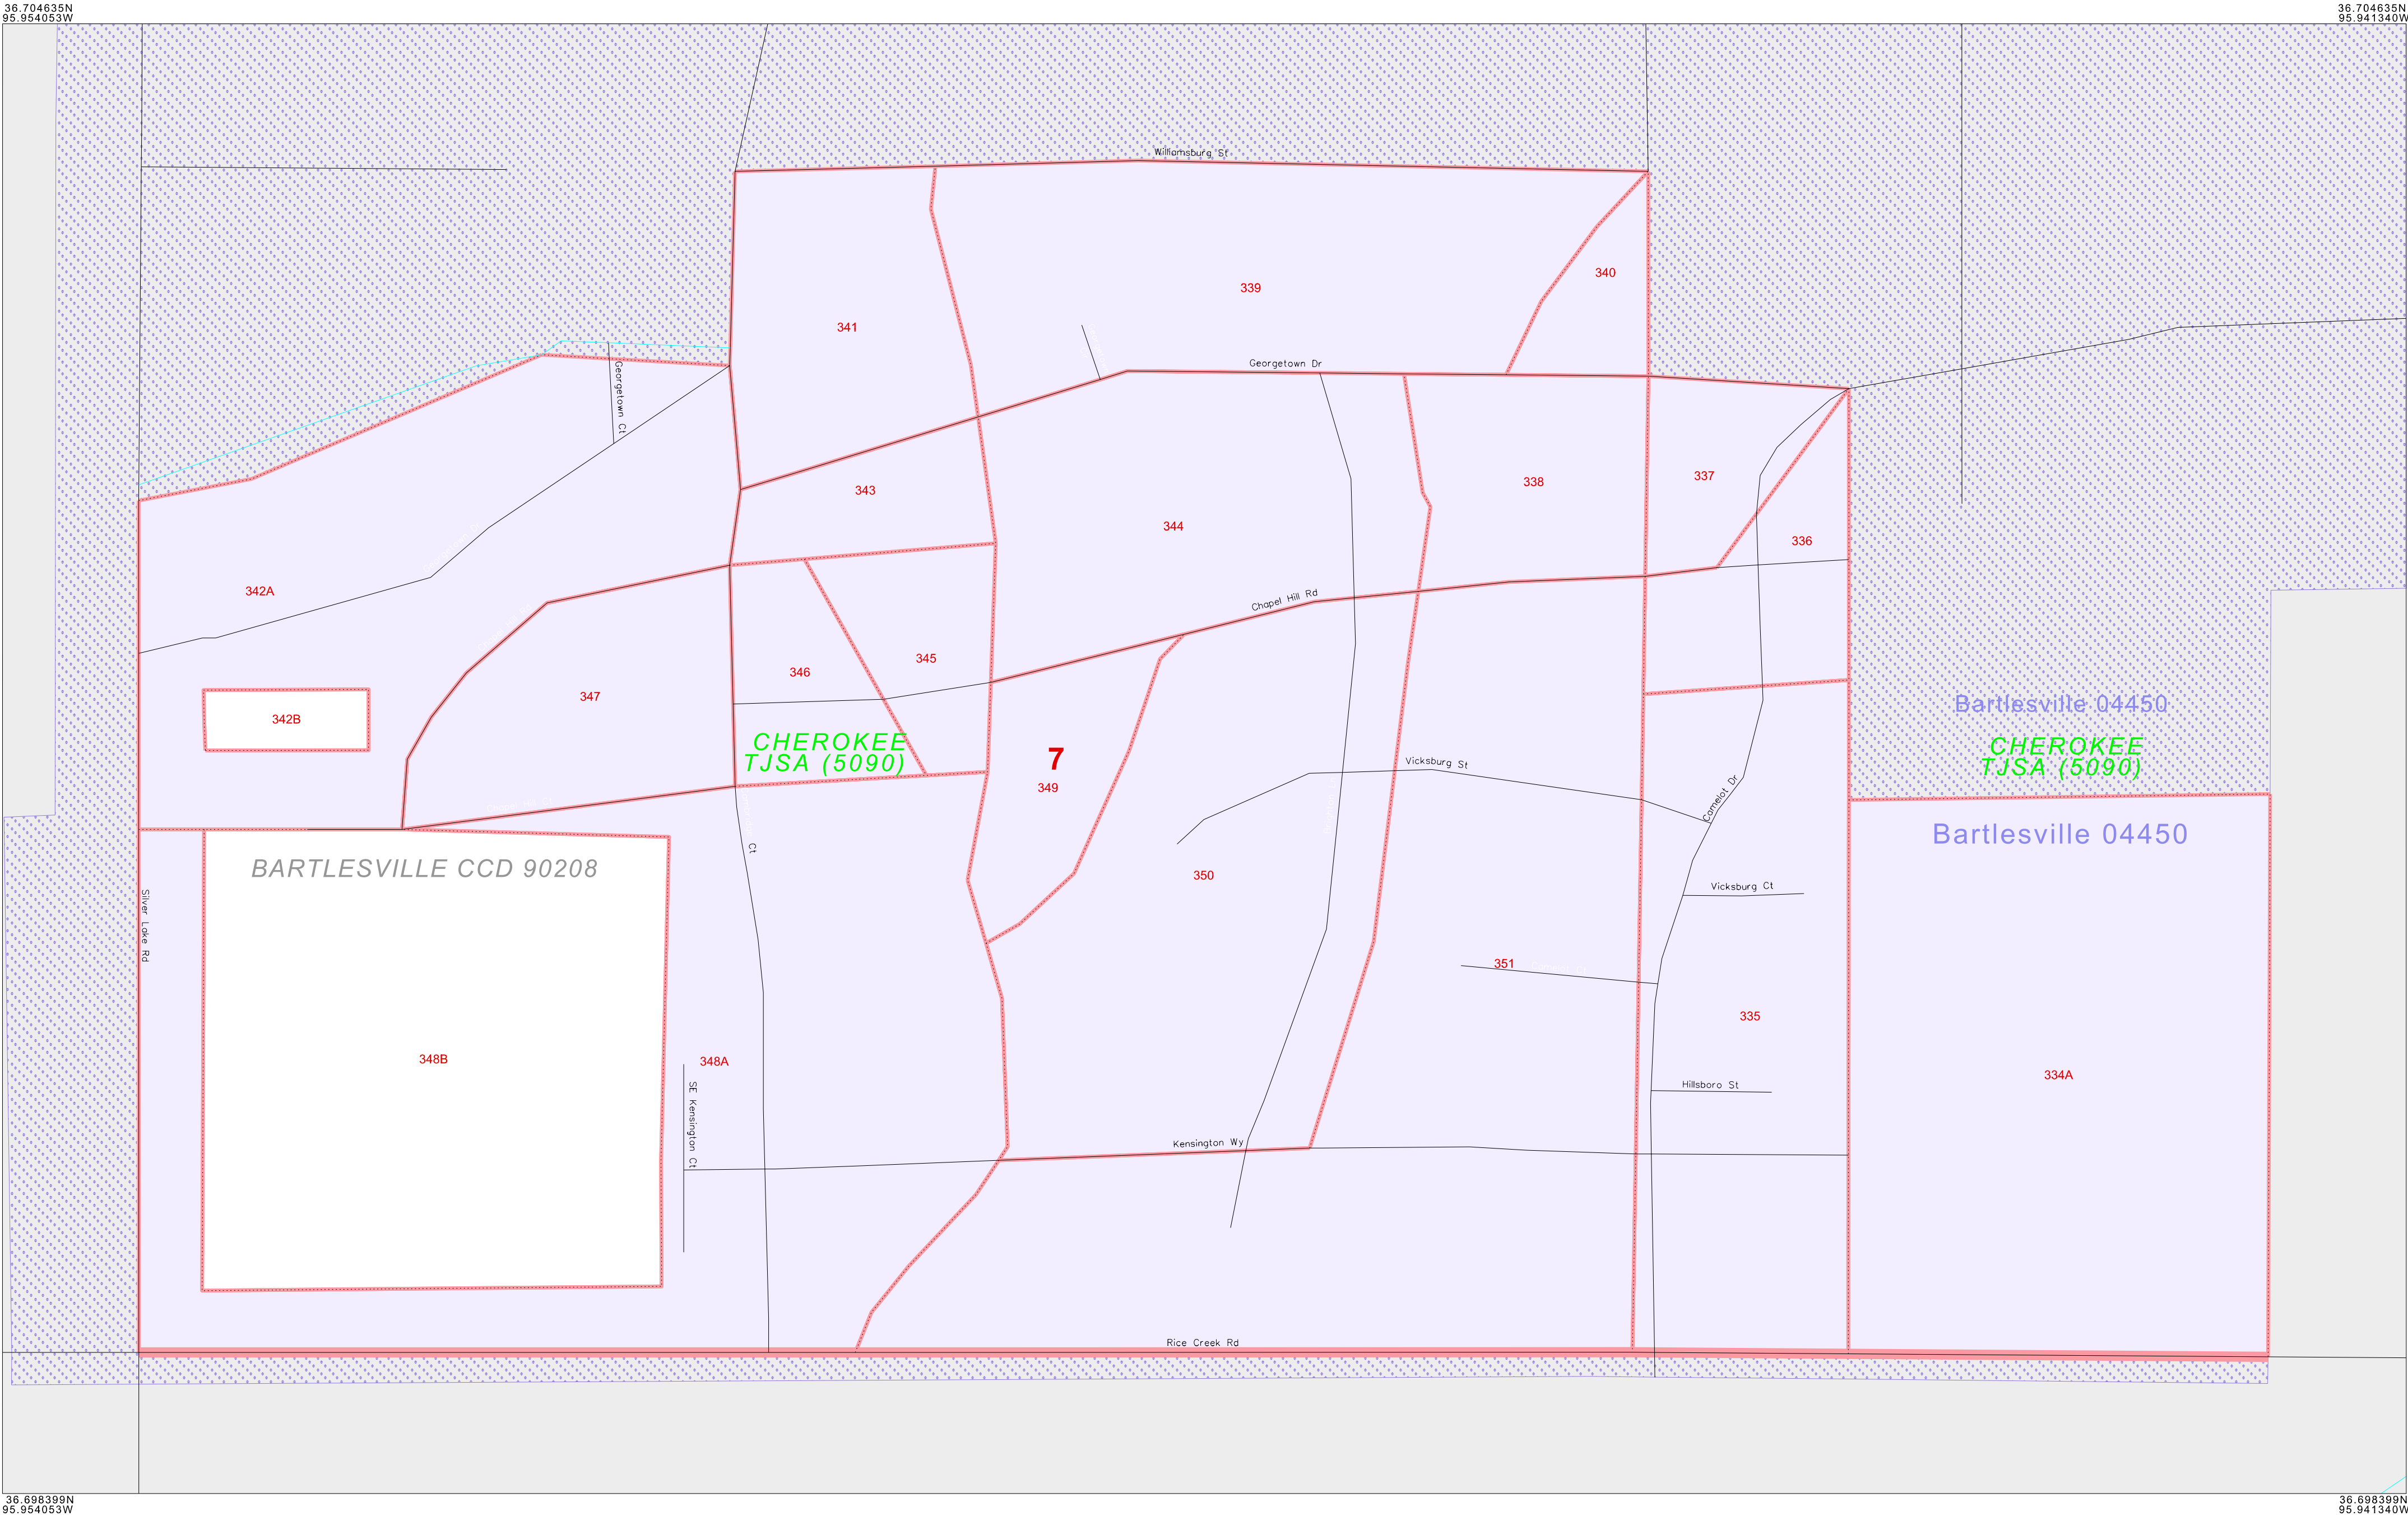 36.704635N
95.954053W
36.704635N
95.941340W
Williamsburg St
340
339
341
Georgetown Dr
Georgetown Ct
337
338
343
344
336
342A
Chapel Hill Rd
345
346
347
Bartlesville 04450
342B
CHEROKEE
TJSA (5090)
CHEROKEE
TJSA (5090)
7
349
Vicksburg St
Camelot Dr
Bartlesville 04450
Ct
BARTLESVILLE CCD 90208
350
Vicksburg Ct
Silver Lake Rd
351
335
348B
348A
334A
Hillsboro St
SE Kensington Ct
Kensington Wy
Rice Creek Rd
36.698399N
95.954053W
36.698399N
95.941340W